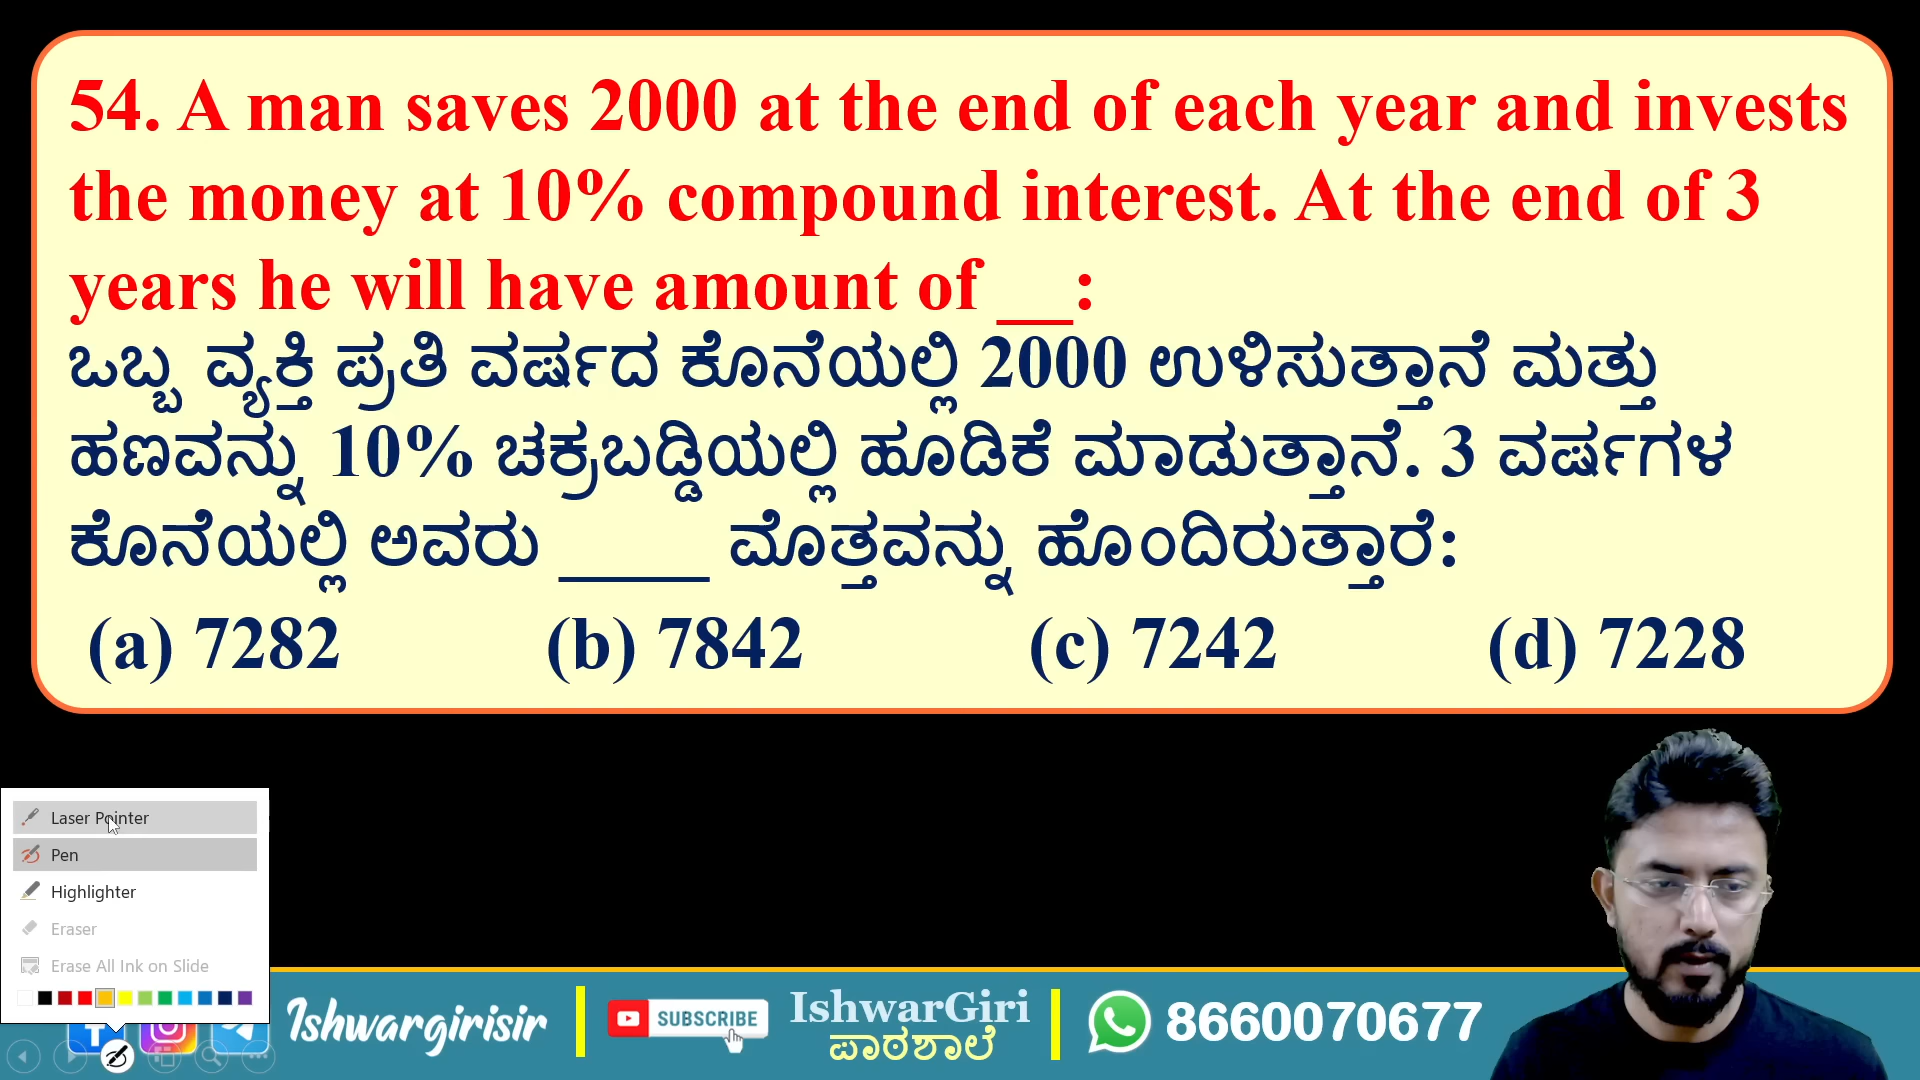 54. A man saves 2000 at the end of each year and invests
the money at 10% compound interest. At the end of 3
years he will have amount of __:
ಒಬ್ಬ ವ್ಯಕ್ತಿ ಪ್ರತಿ ವರ್ಷದ ಕೊನೆಯಲ್ಲಿ 2000 ಉಳಿಸುತ್ತಾನೆ ಮತ್ತು
ಹಣವನ್ನು 10% ಚಕ್ರಬಡ್ಡಿಯಲ್ಲಿ ಹೂಡಿಕೆ ಮಾಡುತ್ತಾನೆ. 3 ವರ್ಷಗಳ
ಕೊನೆಯಲ್ಲಿ ಅವರು ____ ಮೊತ್ತವನ್ನು ಹೊಂದಿರುತ್ತಾರೆ:
(a) 7282 (b) 7842 (c) 7242 (d) 7228
Laser Pointer
Pen
Highlighter
Eraser
Erase All Ink on Slide
Ishwargirisir
SUBSCRIBE
IshwarGiri
ಪಾಠಶಾಲೆ
8660070677